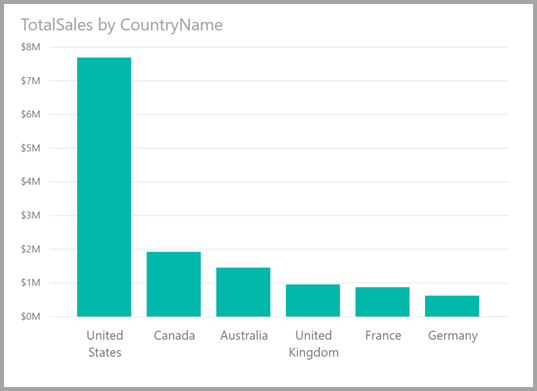 TotalSales by CountryName
$8M
$7M
$6M
$5M
$4M
$3M
$2M
$1M
$0M
United States
Canada
Australia
United Kingdom
France
Germany